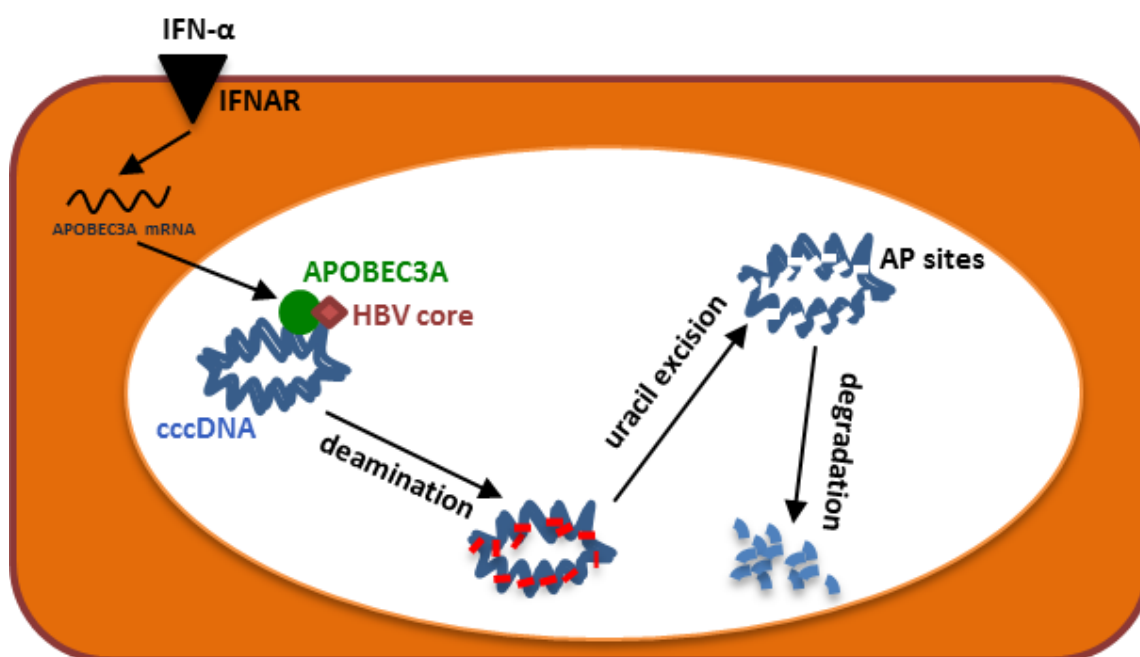 IFN-α
IFNAR
APOBEC3A mRNA
APOBEC3A
HBV core
cccDNA
deamination
uracil excision
AP sites
degradation